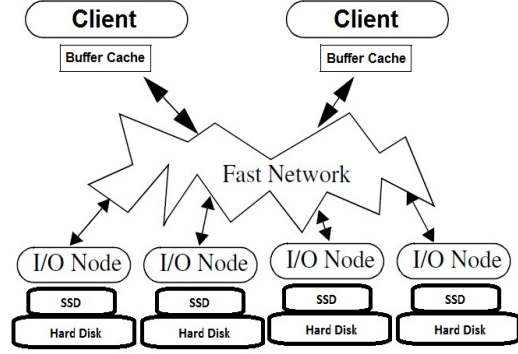 Client Client
Buffer Cache Buffer Cache
Fast Network
I/O Node I/O Node I/O Node I/O Node
SSD SSD SSD SSD
Hard Disk Hard Disk Hard Disk Hard Disk